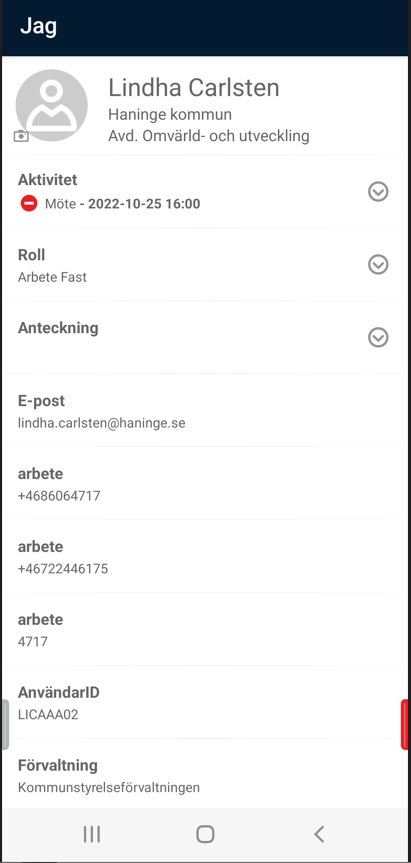 Jag
Lindha Carlsten
Haninge kommun
Avd. Omvärld- och utveckling
Aktivitet
Möte - 2022-10-25 16:00
Roll
Arbete Fast
Anteckning
E-post
lindha.carlsten@haninge.se
arbete
+4686064717
arbete
+46722446175
arbete
4717
AnvändarID
LICAAA02
Förvaltning
Kommunstyrelseförvaltningen